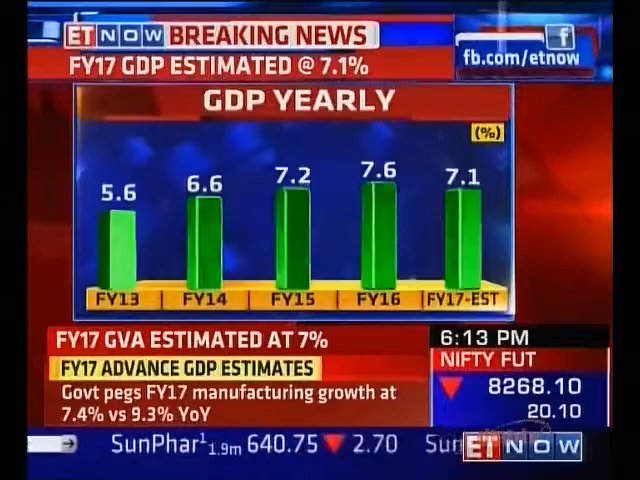 ET NOW BREAKING NEWS
FY17 GDP ESTIMATED @ 7.1%
f
fb.com/etnow
GDP YEARLY
(%)
5.6 6.6 7.2 7.6 7.1
FY13 FY14 FY15 FY16 FY17-EST
FY17 GVA ESTIMATED AT 7%
FY17 ADVANCE GDP ESTIMATES
Govt pegs FY17 manufacturing growth at
7.4% vs 9.3% YoY
6:13 PM
NIFTY FUT
8268.10
20.10
SunPhar¹ 1.9m 640.75 2.70 Sun
ET NOW